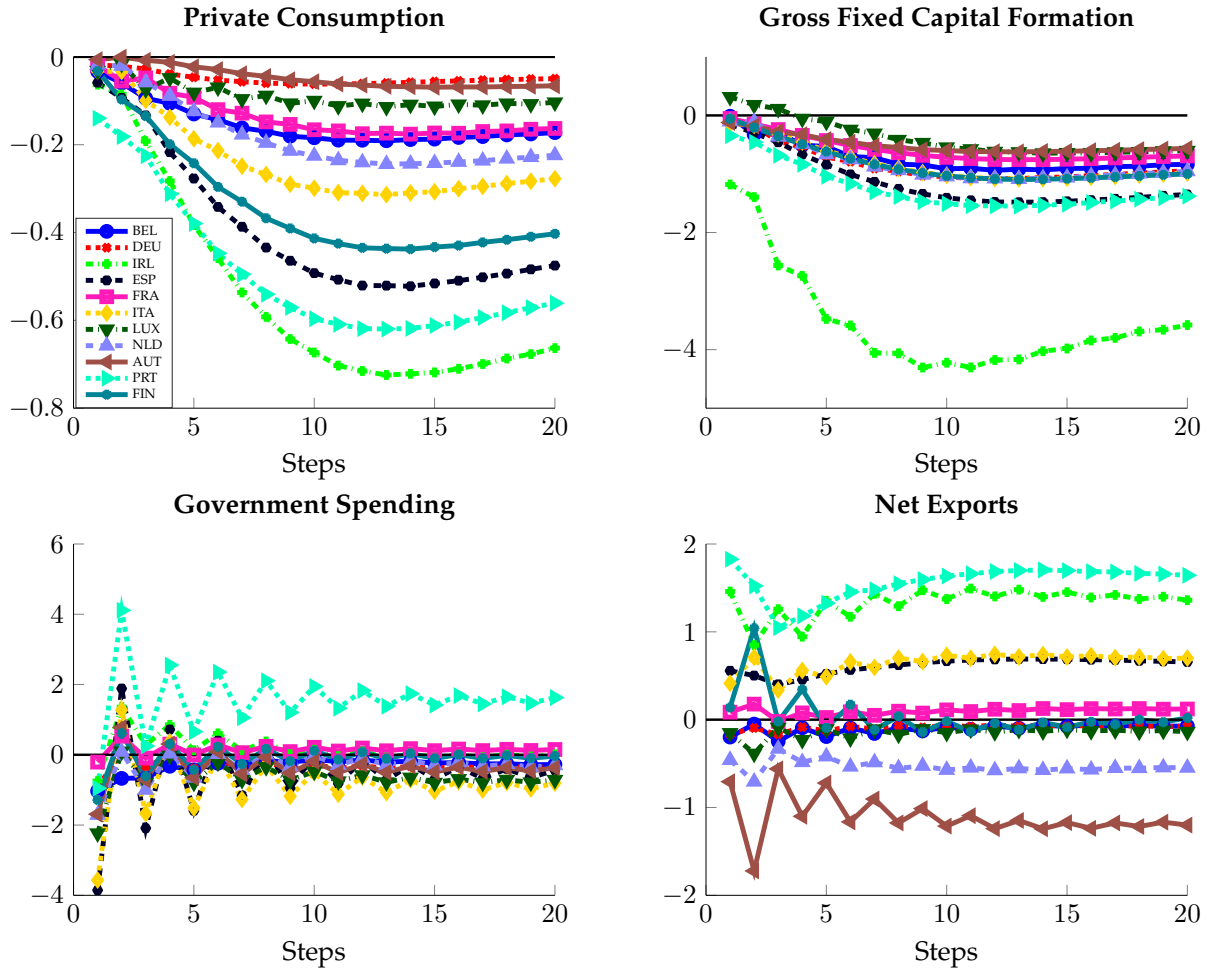 Private Consumption
0
−0.2
−0.4
−0.6
−0.8
BEL
DEU
IRL
ESP
FRA
ITA
LUX
NLD
AUT
PRT
FIN
0 5 10 15 20
Steps
Gross Fixed Capital Formation
0
−2
−4
0 5 10 15 20
Steps
Government Spending
6
4
2
0
−2
−4
0 5 10 15 20
Steps
Net Exports
2
1
0
−1
−2
0 5 10 15 20
Steps